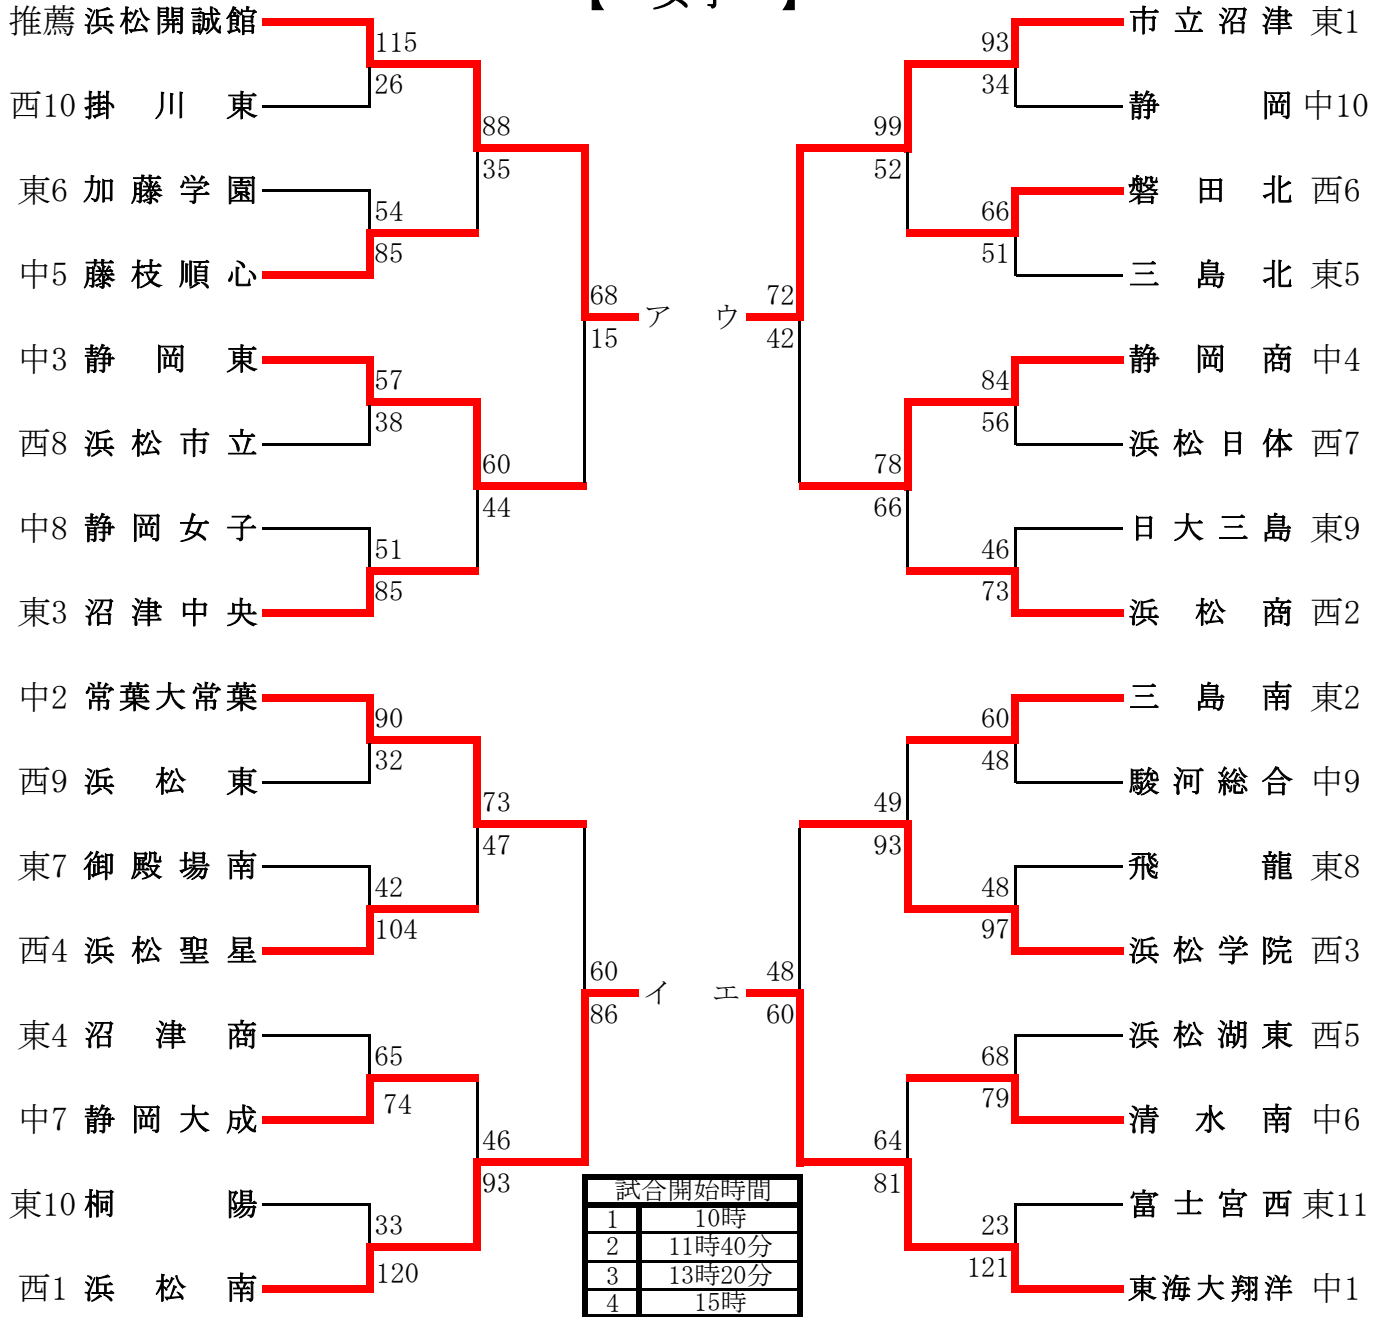 【 女子 】
推薦 浜松開誠館
115
26
西10 掛川東
88
35
東6 加藤学園
54
85
中5 藤枝順心
68
15
ア
中3 静岡東
57
38
西8 浜松市立
60
44
中8 静岡女子
51
85
東3 沼津中央
中2 常葉大常葉
90
32
西9 浜松東
73
47
東7 御殿場南
42
104
西4 浜松聖星
60
86
イ
東4 沼津商
65
74
中7 静岡大成
46
93
東10 桐陽
33
120
西1 浜松南
市立沼津 東1
93
34
静岡 中10
99
52
磐田北 西6
66
51
三島北 東5
ウ
72
42
静岡商 中4
84
56
浜松日体 西7
78
66
日大三島 東9
46
73
浜松商 西2
三島南 東2
60
48
駿河総合 中9
49
93
飛龍 東8
48
97
浜松学院 西3
エ
48
60
浜松湖東 西5
68
79
清水南 中6
64
81
富士宮西 東11
23
121
東海大翔洋 中1
試合開始時間
1 10時
2 11時40分
3 13時20分
4 15時